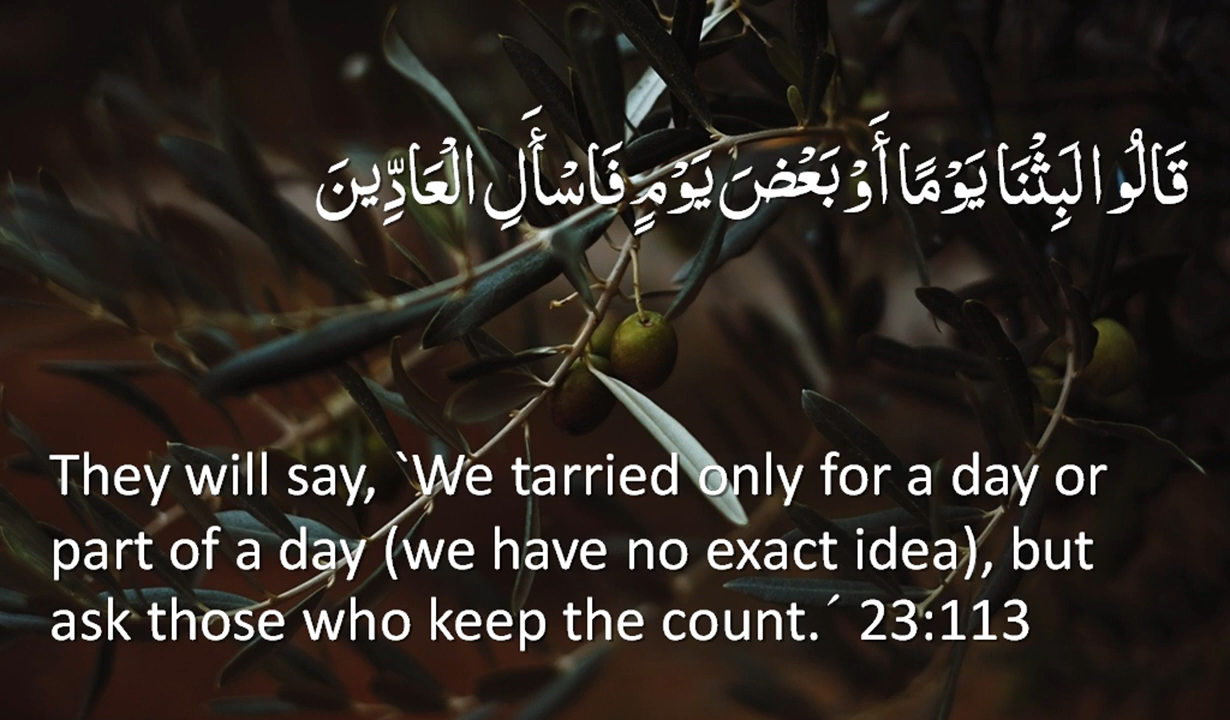 قَالُوا لَبِثْنَا يَوْمًا أَوْ بَعْضَ يَوْمٍ فَاسْأَلِ الْعَادِّينَ
They will say, `We tarried only for a day or
part of a day (we have no exact idea), but
ask those who keep the count.´ 23:113